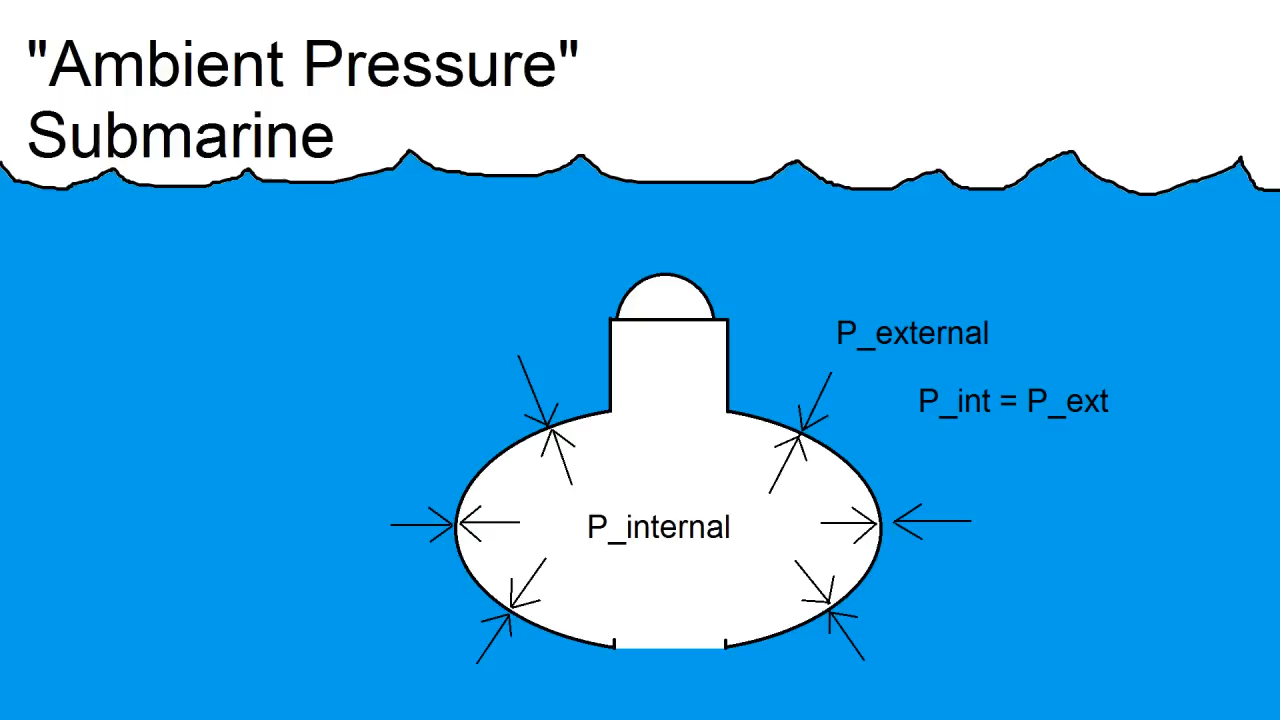 "Ambient Pressure"
Submarine
P_external
P_int = P_ext
P_internal